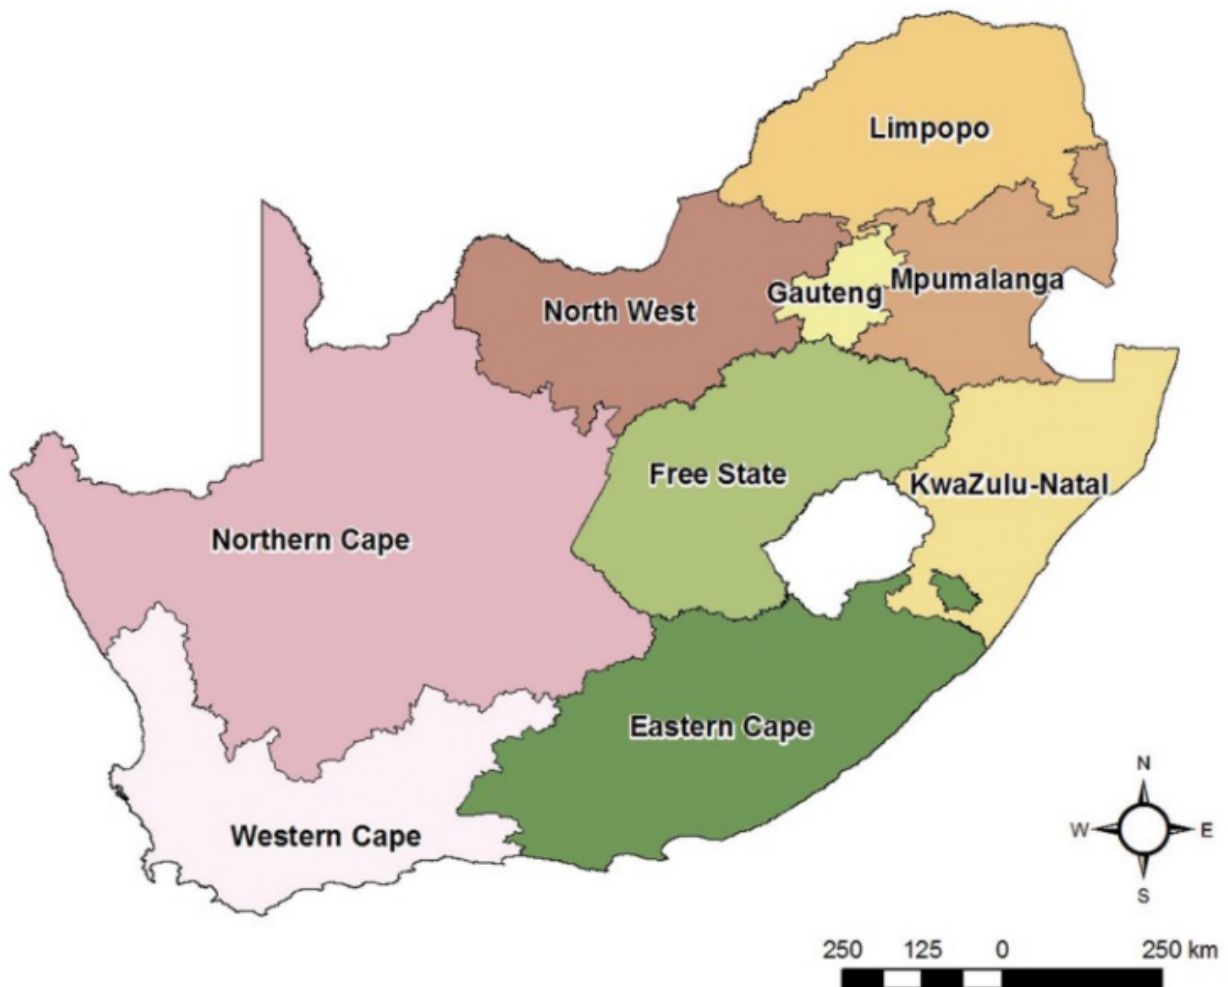 Limpopo
Mpumalanga
Gauteng
North West
Free State
KwaZulu-Natal
Northern Cape
Eastern Cape
Western Cape
N
W E
S
250 125 0 250 km